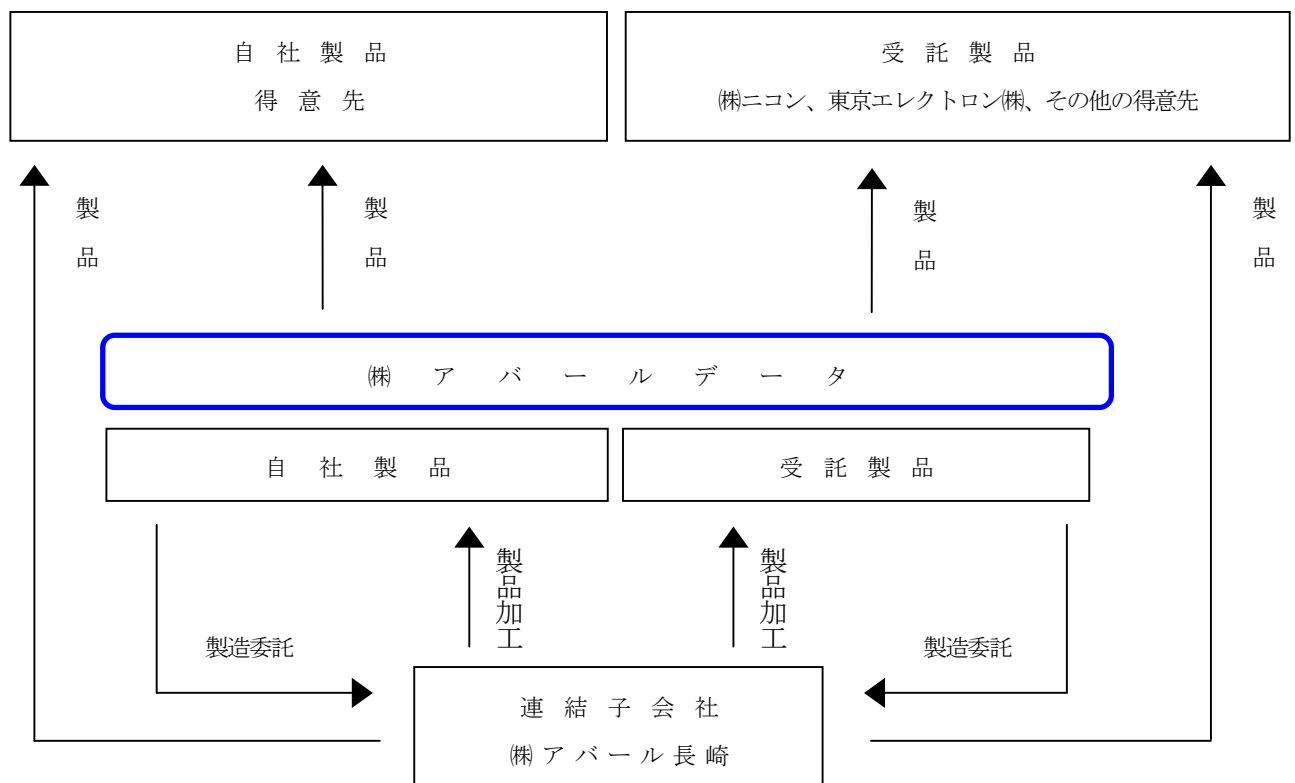 自社製品
得意先
受託製品
㈱ニコン、東京エレクトロン㈱、その他の得意先
製品
製品
製品
製品
㈱アバールデータ
自社製品
受託製品
製品加工
製品加工
製造委託
製造委託
連結子会社
㈱アバール長崎